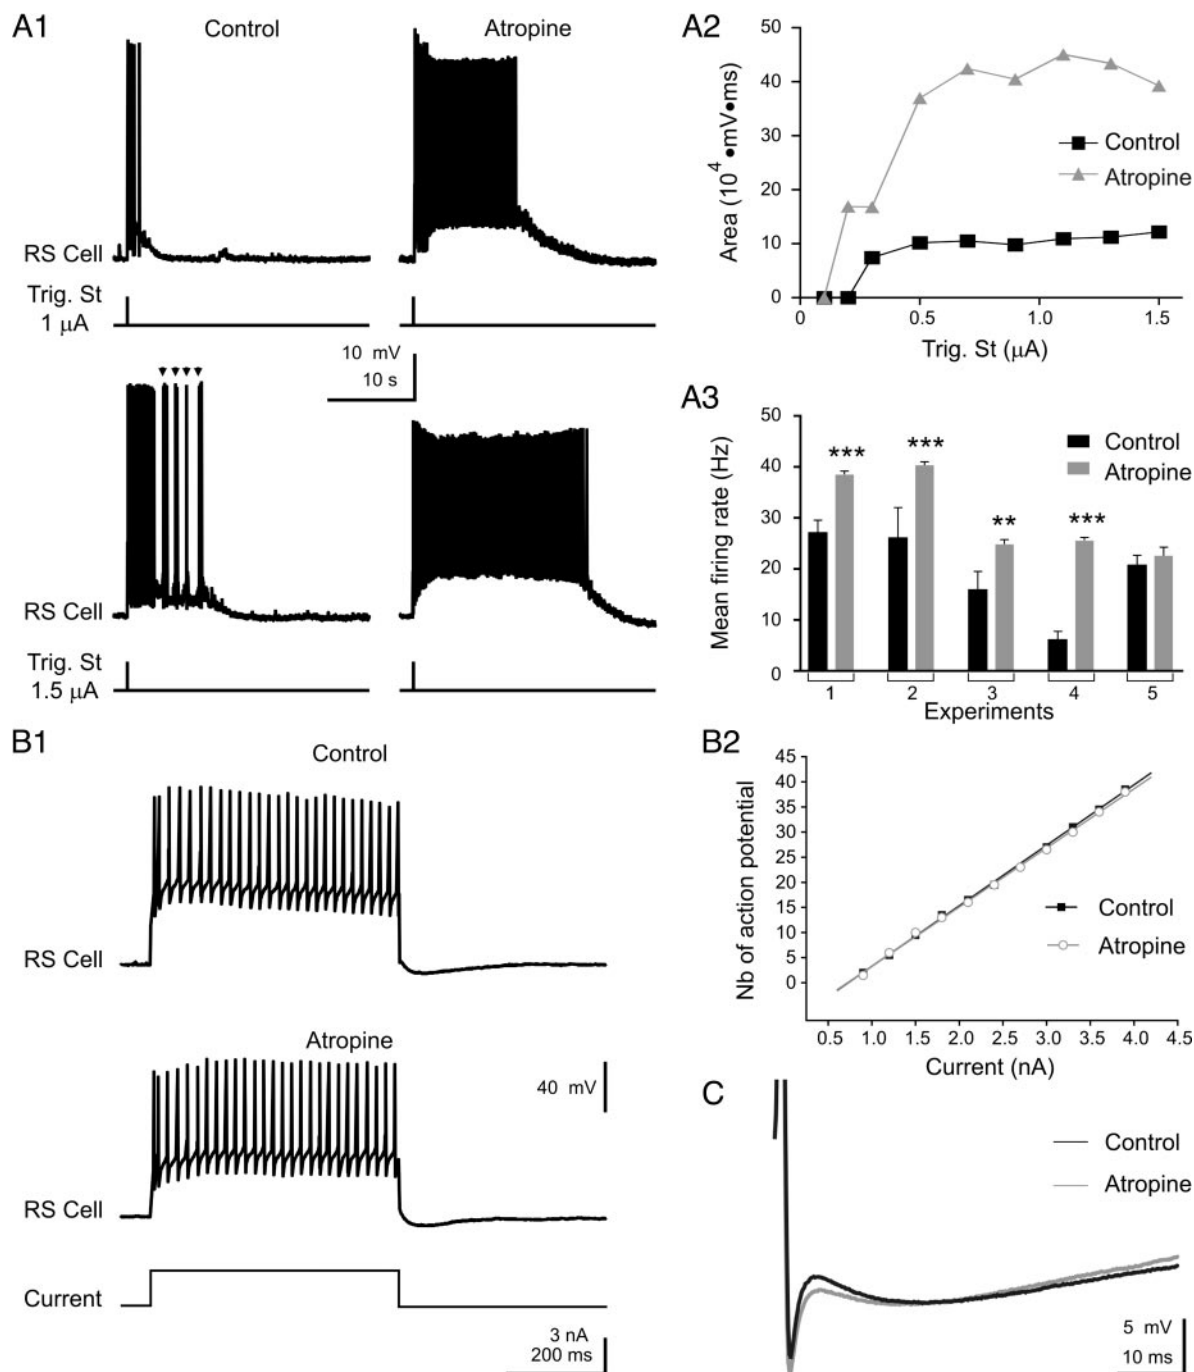 A1
Control
Atropine
RS Cell
Trig. St
1 μA
10 mV
10 s
RS Cell
Trig. St
1.5 μA
A2
50
40
30
20
10
0
Area (10⁴ •mV•ms)
Control
Atropine
0 0.5 1.0 1.5
Trig. St (μA)
A3
50
40
30
20
10
0
Mean firing rate (Hz)
Control
Atropine
*** *** ** ***
1 2 3 4 5
Experiments
B1
Control
RS Cell
Atropine
40 mV
RS Cell
Current
3 nA
200 ms
B2
45
40
35
30
25
20
15
10
5
0
Nb of action potential
Control
Atropine
0.5 1.0 1.5 2.0 2.5 3.0 3.5 4.0 4.5
Current (nA)
C
Control
Atropine
5 mV
10 ms